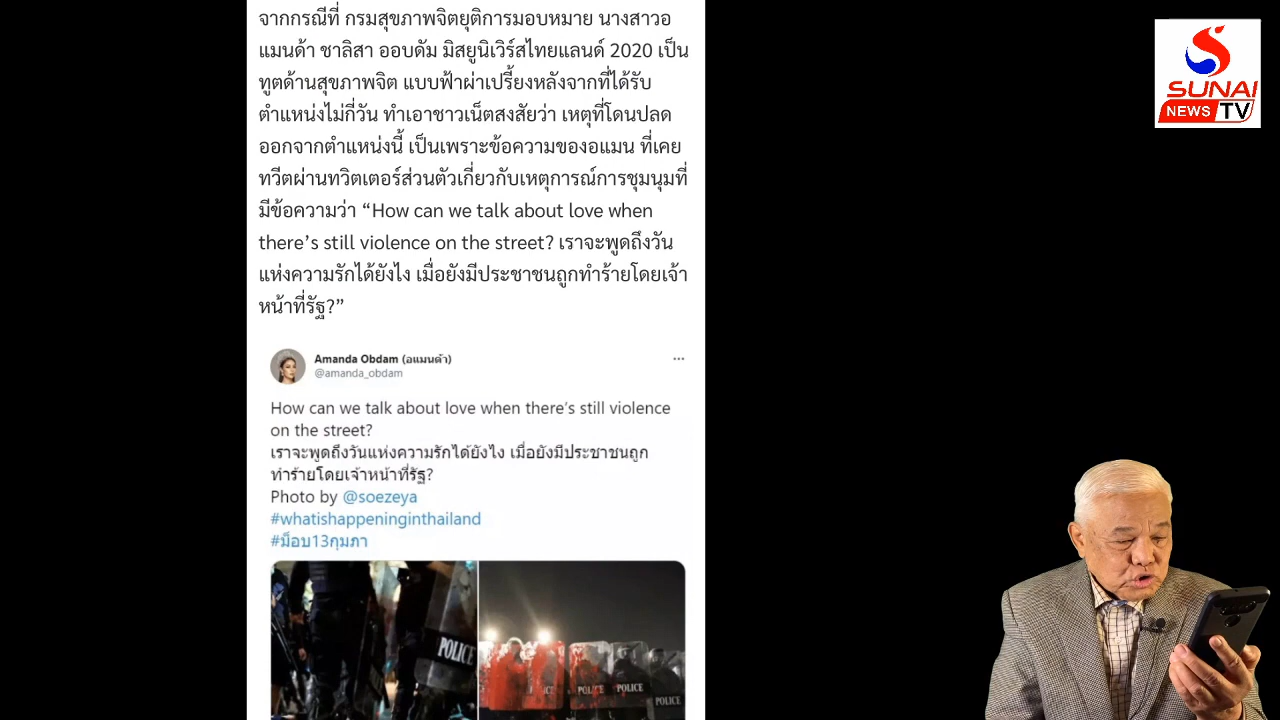 จากกรณีที่ กรมสุขภาพจิตยุติการมอบหมาย นางสาวอ
แมนด้า ชาลิสา ออบดัม มิสยูนิเวิร์สไทยแลนด์ 2020 เป็น
ทูตด้านสุขภาพจิต แบบฟ้าผ่าเปรี้ยงหลังจากที่ได้รับ
ตำแหน่งไม่กี่วัน ทำเอาชาวเน็ตสงสัยว่า เหตุที่โดนปลด
ออกจากตำแหน่งนี้ เป็นเพราะข้อความของอแมน ที่เคย
ทวีตผ่านทวิตเตอร์ส่วนตัวเกี่ยวกับเหตุการณ์การชุมนุมที่
มีข้อความว่า “How can we talk about love when
there’s still violence on the street? เราจะพูดถึงวัน
แห่งความรักได้ยังไง เมื่อยังมีประชาชนถูกทำร้ายโดยเจ้า
หน้าที่รัฐ?”
Amanda Obdam (อแมนด้า)
@amanda_obdam
How can we talk about love when there's still violence
on the street?
เราจะพูดถึงวันแห่งความรักได้ยังไง เมื่อยังมีประชาชนถูก
ทำร้ายโดยเจ้าหน้าที่รัฐ?
Photo by @soezeya
#whatishappeninginthailand
#ม็อบ13กุมภา
POLICE
POLICE
POLICE
POLICE
SUNAI
NEWS TV